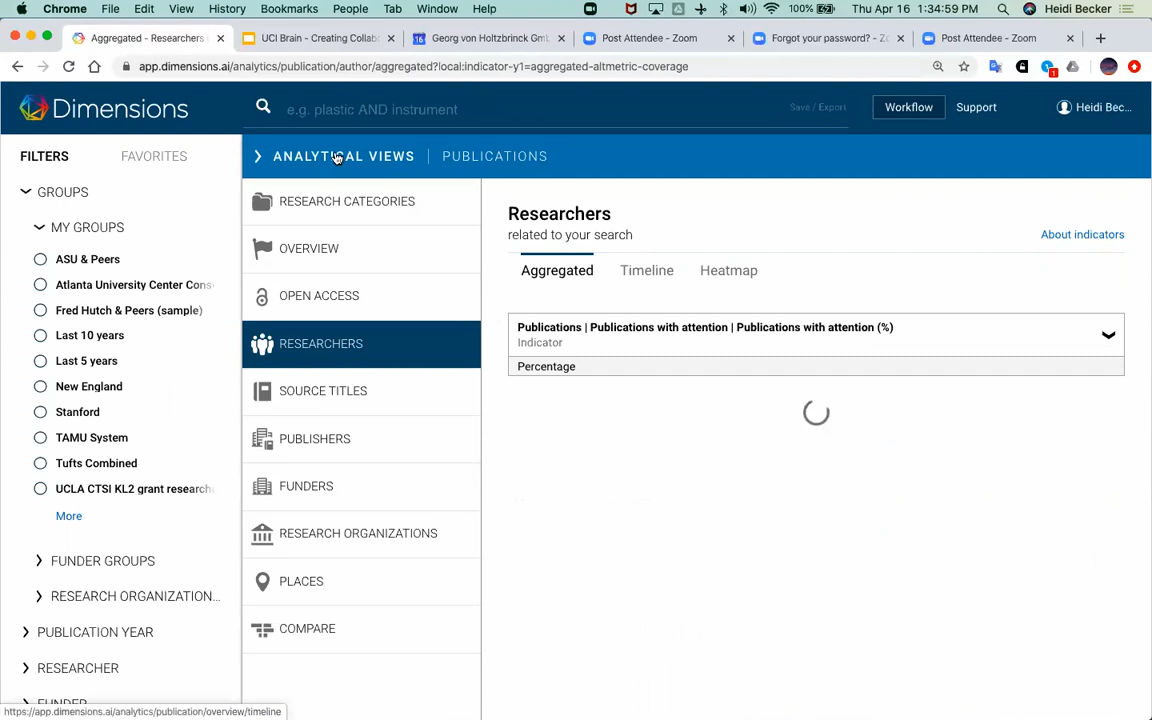 Chrome File Edit View History Bookmarks People Tab Window Help 100% Thu Apr 16 1:34:59 PM Heidi Becker
Aggregated - Researchers UCI Brain - Creating Collab Georg von Holtzbrinck Gm Post Attendee - Zoom Forgot your password? - Z Post Attendee - Zoom
app.dimensions.ai/analytics/publication/author/aggregated?local:indicator-y1=aggregated-altmetric-coverage
Dimensions e.g. plastic AND instrument Save / Export Workflow Support Heidi Bec...
FILTERS FAVORITES ANALYTICAL VIEWS PUBLICATIONS
GROUPS
MY GROUPS
ASU & Peers
Atlanta University Center Cons
Fred Hutch & Peers (sample)
Last 10 years
Last 5 years
New England
Stanford
TAMU System
Tufts Combined
UCLA CTSI KL2 grant research
More
FUNDER GROUPS
RESEARCH ORGANIZATION...
PUBLICATION YEAR
RESEARCHER
FUNDER
RESEARCH CATEGORIES
OVERVIEW
OPEN ACCESS
RESEARCHERS
SOURCE TITLES
PUBLISHERS
FUNDERS
RESEARCH ORGANIZATIONS
PLACES
COMPARE
Researchers
related to your search
About indicators
Aggregated Timeline Heatmap
Publications | Publications with attention | Publications with attention (%)
Indicator
Percentage
https://app.dimensions.ai/analytics/publication/overview/timeline